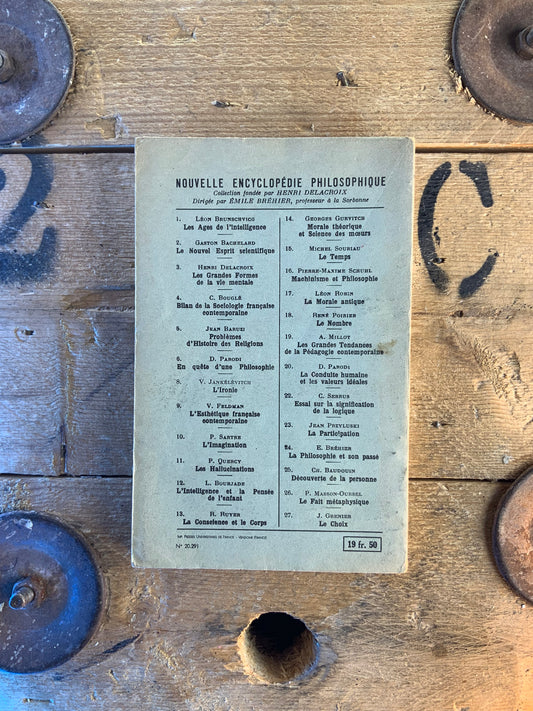 2
C
NOUVELLE ENCYCLOPÉDIE PHILOSOPHIQUE
Collection fondée par HENRI DELACROIX
Dirigée par ÉMILE BRÉHIER, professeur à la Sorbonne
1. LÉON BRUNSCHVICG
Les Ages de l'intelligence
2. GASTON BACHELARD
Le Nouvel Esprit scientifique
3. HENRI DELACROIX
Les Grandes Formes
de la vie mentale
4. C. BOUGLÉ
Bilan de la Sociologie française
contemporaine
5. JEAN BARUZI
Problèmes
d'Histoire des Religions
6. D. PARODI
En quête d'une Philosophie
8. V. JANKÉLÉVITCH
L'Ironie
9. V. FELDMAN
L'Esthétique française
contemporaine
10. P. SARTRE
L'Imagination
11. P. QUERCY
Les Hallucinations
12. L. BOURJADE
L'Intelligence et la Pensée
de l'enfant
13. R. RUYER
La Conscience et le Corps
14. GEORGES GURVITCH
Morale théorique
et Science des mœurs
15. MICHEL SOURIAU
Le Temps
16. PIERRE-MAXIME SCHUHL
Machinisme et Philosophie
17. LÉON ROBIN
La Morale antique
18. RENÉ POIRIER
Le Nombre
19. A. MILLOT
Les Grandes Tendances
de la Pédagogie contemporaine
20. D. PARODI
La Conduite humaine
et les valeurs idéales
22. C. SERRUS
Essai sur la signification
de la logique
23. JEAN PRZYLUSKI
La Participation
24. E. BRÉHIER
La Philosophie et son passé
25. CH. BAUDOUIN
Découverte de la personne
26. P. MASSON-OURSEL
Le Fait métaphysique
27. J. GRENIER
Le Choix
PRESSES UNIVERSITAIRES DE FRANCE - VENDÔME (FRANCE)
N° 20.291
19 fr. 50